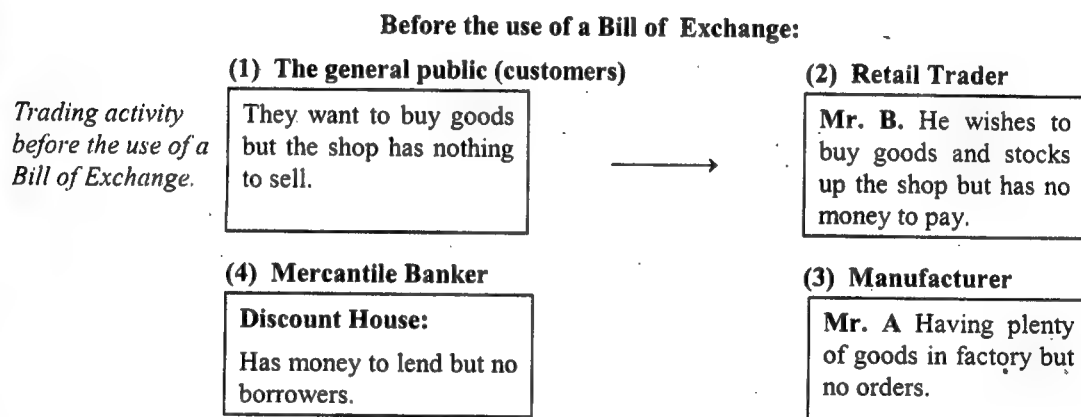 Before the use of a Bill of Exchange:
(1) The general public (customers)
(2) Retail Trader
Trading activity
before the use of a
Bill of Exchange.
They want to buy goods
but the shop has nothing
to sell.
Mr. B. He wishes to
buy goods and stocks
up the shop but has no
money to pay.
(4) Mercantile Banker
(3) Manufacturer
Discount House:
Has money to lend but no
borrowers.
Mr. A Having plenty
of goods in factory but
no orders.